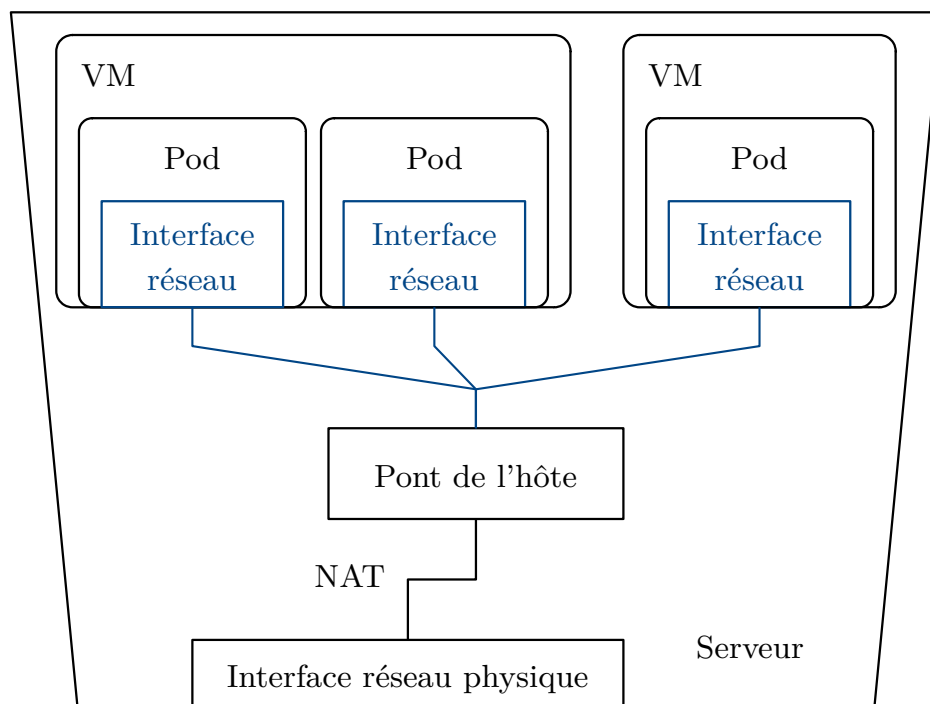 VM
VM
Pod
Pod
Pod
Interface
réseau
Interface
réseau
Interface
réseau
Pont de l'hôte
NAT
Serveur
Interface réseau physique